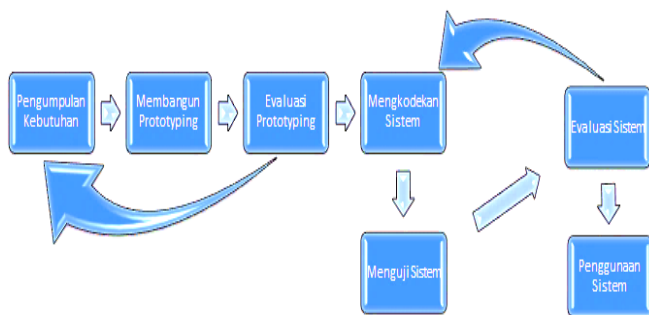 Pengumpulan
Kebutuhan
Membangun
Prototyping
Evaluasi
Prototyping
Mengkodekan
Sistem
Menguji Sistem
Evaluasi Sistem
Penggunaan
Sistem